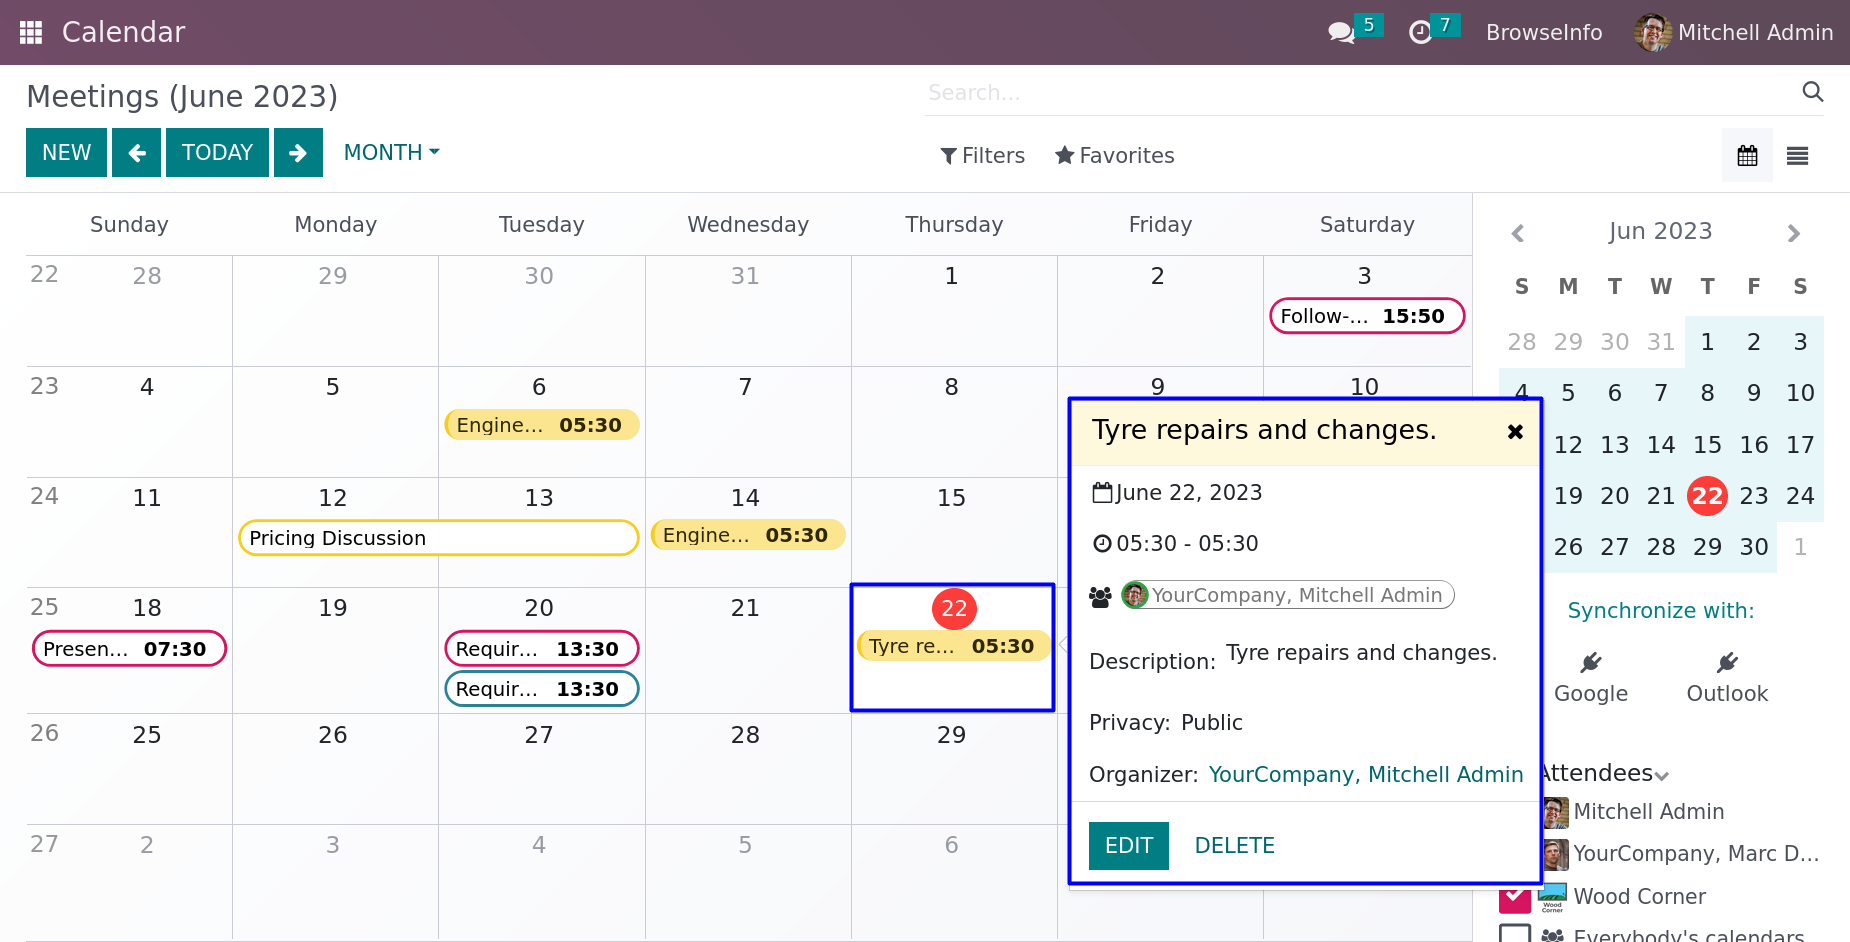 Calendar 5 7 BrowseInfo Mitchell Admin
Meetings (June 2023)
Search...
NEW TODAY MONTH
Filters Favorites
Sunday Monday Tuesday Wednesday Thursday Friday Saturday
22 28 29 30 31 1 2 3
Follow-... 15:50
23 4 5 6 7 8 9 10
Engine... 05:30
24 11 12 13 14 15
Pricing Discussion
Engine... 05:30
25 18 19 20 21 22
Presen... 07:30
Requir... 13:30
Requir... 13:30
Tyre re... 05:30
26 25 26 27 28 29
27 2 3 4 5 6
Tyre repairs and changes.
June 22, 2023
05:30 - 05:30
YourCompany, Mitchell Admin
Description: Tyre repairs and changes.
Privacy: Public
Organizer: YourCompany, Mitchell Admin
EDIT DELETE
Jun 2023
S M T W T F S
28 29 30 31 1 2 3
4 5 6 7 8 9 10
12 13 14 15 16 17
19 20 21 22 23 24
26 27 28 29 30 1
Synchronize with:
Google Outlook
Attendees
Mitchell Admin
YourCompany, Marc D...
Wood Corner
Wood
Corner
Everybody's calendars